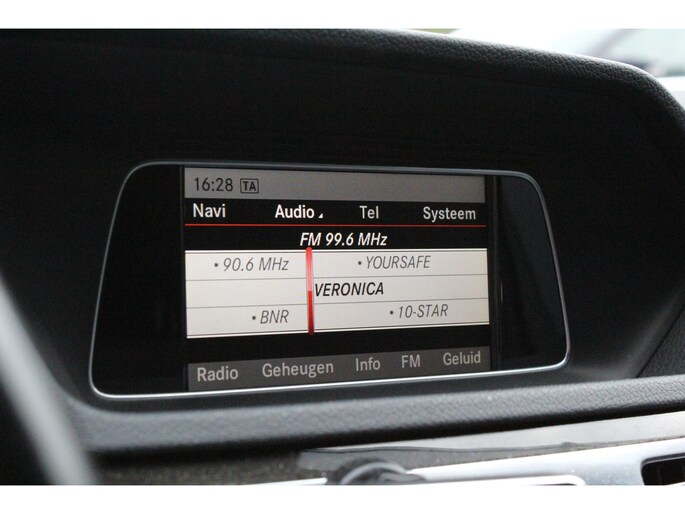 16:28 TA
Navi Audio Tel Systeem
FM 99.6 MHz
• 90.6 MHz • YOURSAFE
VERONICA
• BNR • 10-STAR
Radio Geheugen Info FM Geluid